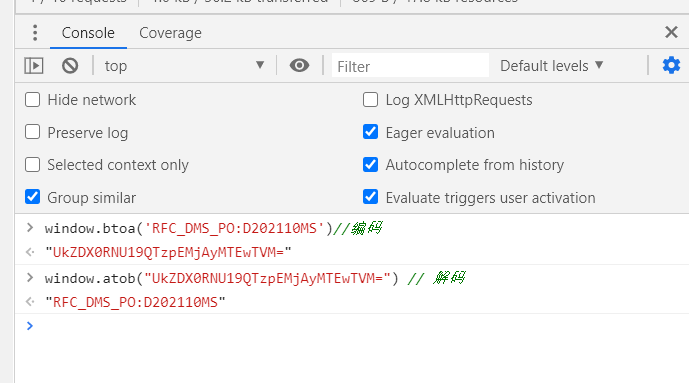 Console Coverage
top Filter Default levels
Hide network Log XMLHttpRequests
Preserve log Eager evaluation
Selected context only Autocomplete from history
Group similar Evaluate triggers user activation
window.btoa('RFC_DMS_PO:D202110MS')//编码
"UkZDX0RNU19QTzpEMjAyMTEwTVM="
window.atob("UkZDX0RNU19QTzpEMjAyMTEwTVM=") // 解码
"RFC_DMS_PO:D202110MS"